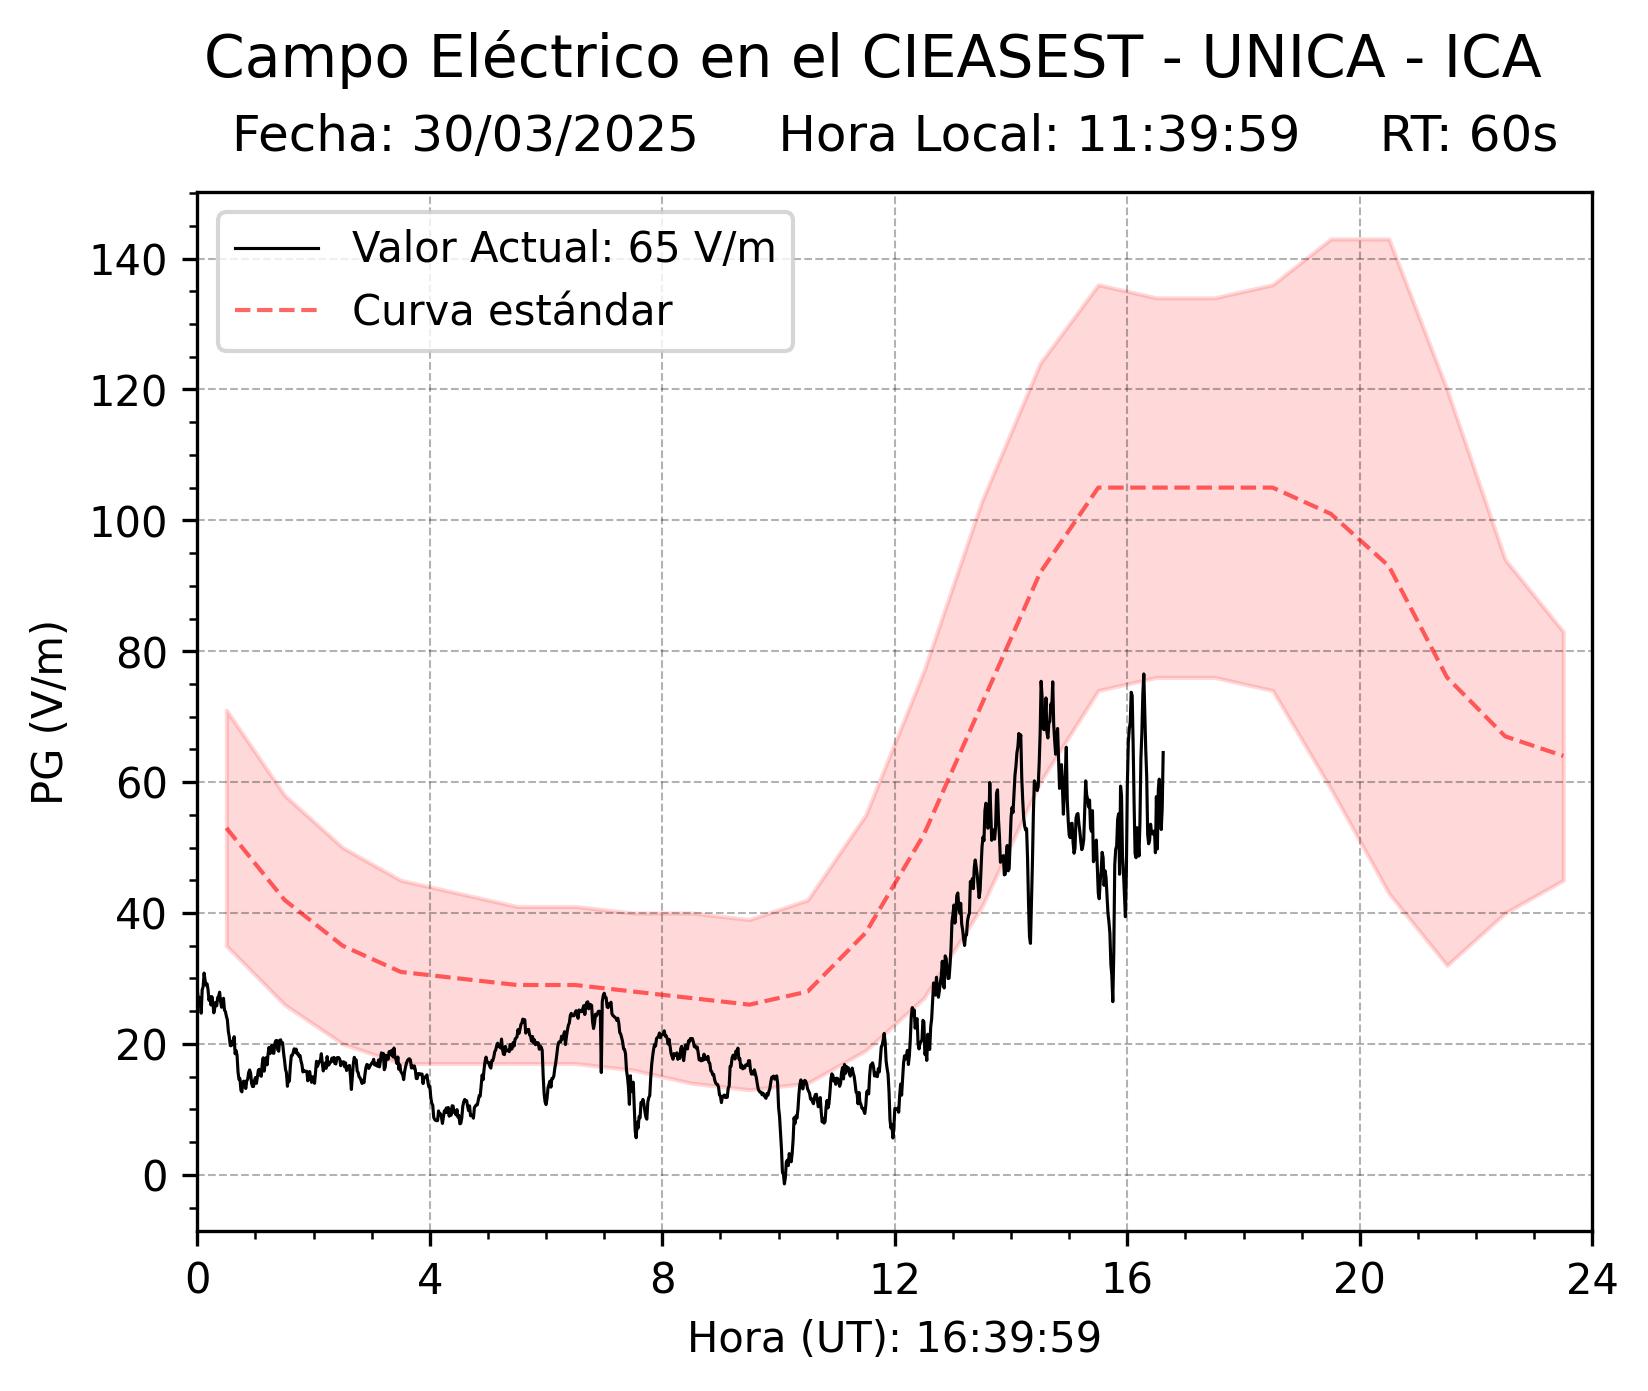 Campo Eléctrico en el CIEASEST - UNICA - ICA
Fecha: 30/03/2025 Hora Local: 11:39:59 RT: 60s
Valor Actual: 65 V/m
Curva estándar
140
120
100
80
60
40
20
0
PG (V/m)
0 4 8 12 16 20 24
Hora (UT): 16:39:59